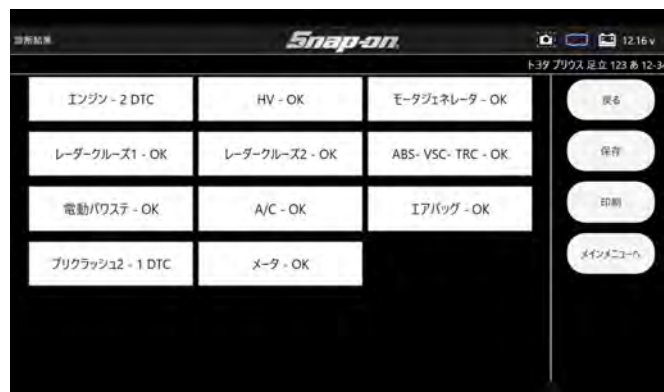 診断結果
Snap-on
12.16 v
トヨタ プリウス 足立 123 あ 12-34
エンジン - 2 DTC
HV - OK
モータジェネレータ - OK
戻る
レーダークルーズ1 - OK
レーダークルーズ2 - OK
ABS- VSC- TRC - OK
保存
電動パワステ - OK
A/C - OK
エアバッグ - OK
印刷
プリクラッシュ2 - 1 DTC
メータ - OK
メインメニューへ